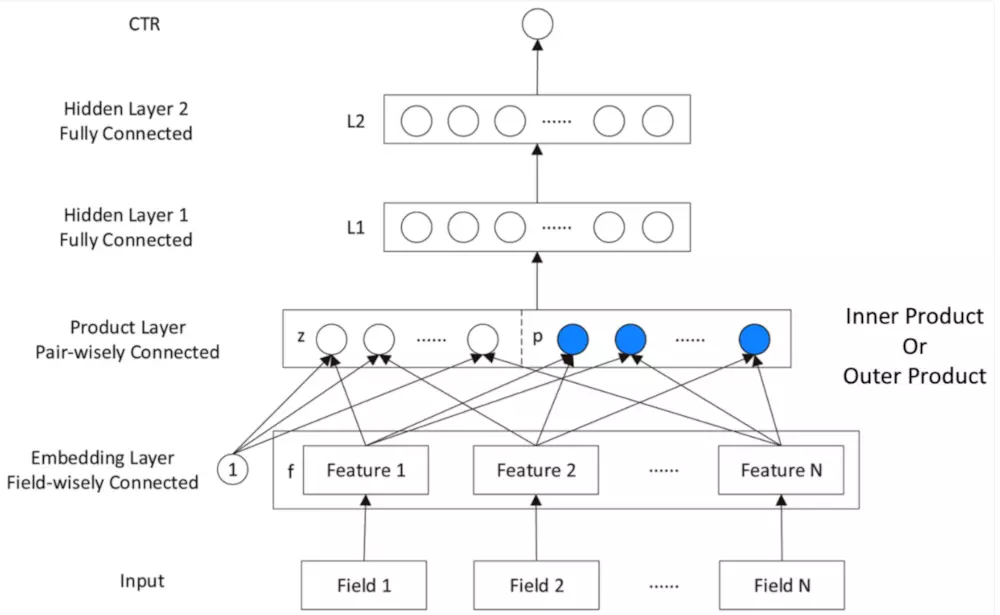 CTR
Hidden Layer 2
Fully Connected
L2
......
Hidden Layer 1
Fully Connected
L1
......
Product Layer
Pair-wisely Connected
z
......
p
......
Inner Product
Or
Outer Product
Embedding Layer
Field-wisely Connected
1
f
Feature 1
Feature 2
......
Feature N
Input
Field 1
Field 2
......
Field N